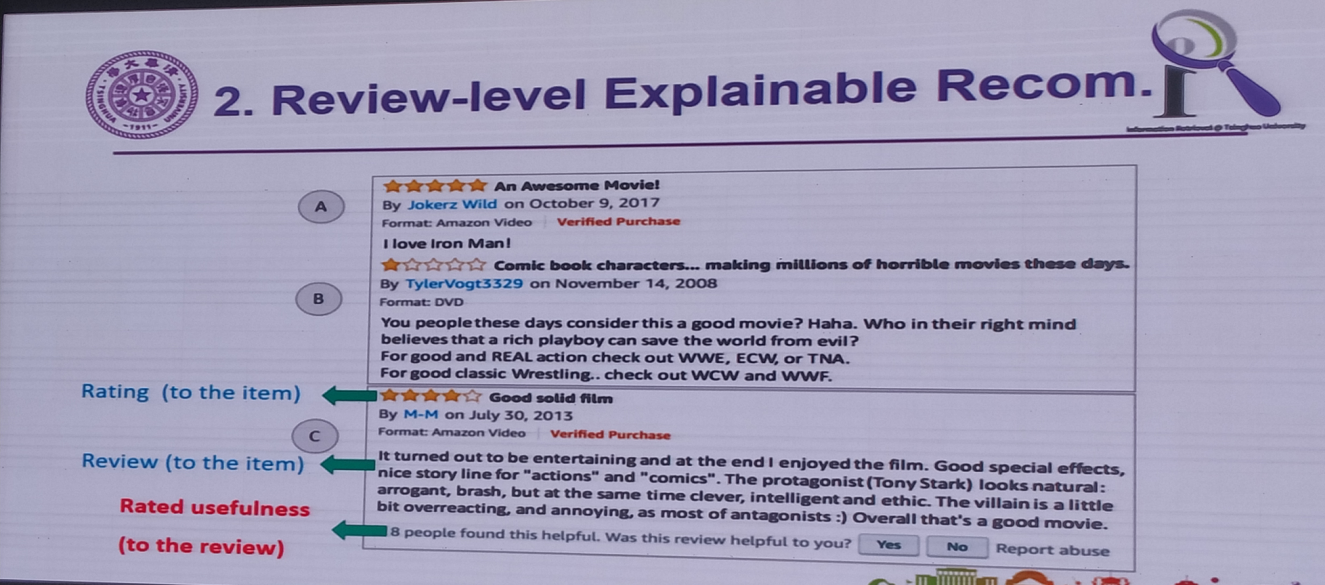 2. Review-level Explainable Recom.
Information Retrieval @ Tsinghua University
TSINGHUA UNIVERSITY
-1911-
A
An Awesome Movie!
By Jokerz Wild on October 9, 2017
Format: Amazon Video Verified Purchase
I love Iron Man!
B
Comic book characters... making millions of horrible movies these days.
By TylerVogt3329 on November 14, 2008
Format: DVD
You people these days consider this a good movie? Haha. Who in their right mind
believes that a rich playboy can save the world from evil?
For good and REAL action check out WWE, ECW, or TNA.
For good classic Wrestling.. check out WCW and WWF.
Rating (to the item)
Good solid film
By M-M on July 30, 2013
C
Format: Amazon Video Verified Purchase
Review (to the item)
It turned out to be entertaining and at the end I enjoyed the film. Good special effects,
nice story line for "actions" and "comics". The protagonist (Tony Stark) looks natural:
arrogant, brash, but at the same time clever, intelligent and ethic. The villain is a little
bit overreacting, and annoying, as most of antagonists :) Overall that's a good movie.
Rated usefulness
(to the review)
8 people found this helpful. Was this review helpful to you? Yes No Report abuse